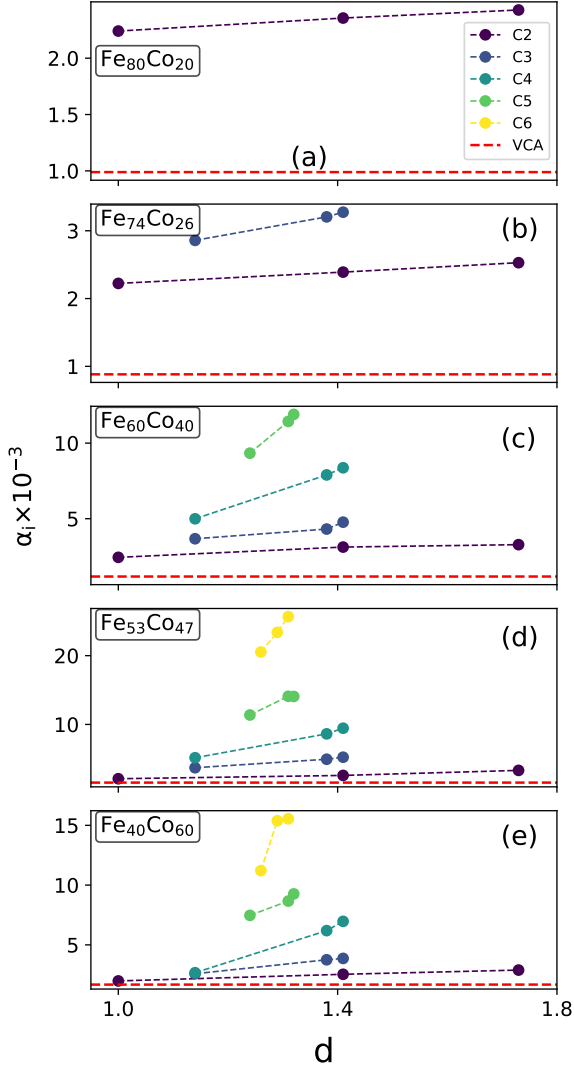 2.0
1.5
1.0
Fe₈₀Co₂₀
(a)
C2
C3
C4
C5
C6
VCA
3
2
1
Fe₇₄Co₂₆
(b)
10
5
Fe₆₀Co₄₀
(c)
αᵢ×10⁻³
20
10
Fe₅₃Co₄₇
(d)
15
10
5
Fe₄₀Co₆₀
(e)
1.0 1.4 1.8
d